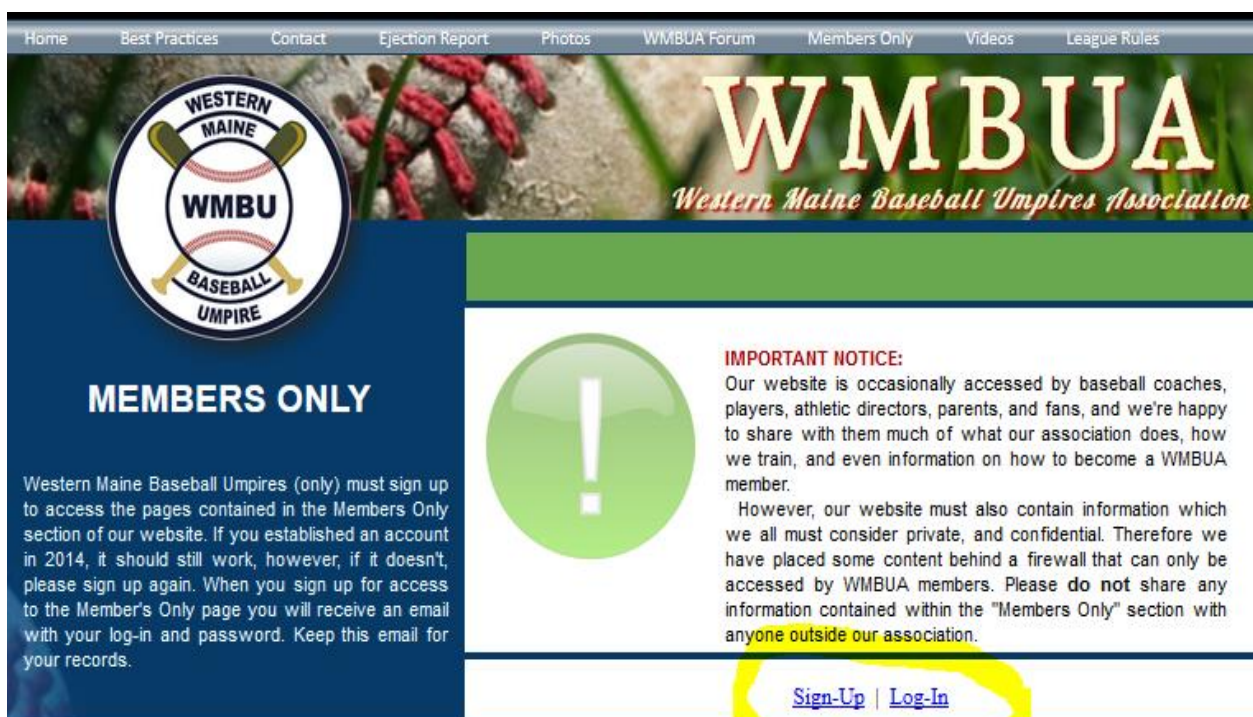 Home Best Practices Contact Ejection Report Photos WMBUA Forum Members Only Videos League Rules
WESTERN
MAINE
WMBU
BASEBALL
UMPIRE
WMBUA
Western Maine Baseball Umpires Association
MEMBERS ONLY
Western Maine Baseball Umpires (only) must sign up
to access the pages contained in the Members Only
section of our website. If you established an account
in 2014, it should still work, however, if it doesn't,
please sign up again. When you sign up for access
to the Member's Only page you will receive an email
with your log-in and password. Keep this email for
your records.
IMPORTANT NOTICE:
Our website is occasionally accessed by baseball coaches,
players, athletic directors, parents, and fans, and we're happy
to share with them much of what our association does, how
we train, and even information on how to become a WMBUA
member.
However, our website must also contain information which
we all must consider private, and confidential. Therefore we
have placed some content behind a firewall that can only be
accessed by WMBUA members. Please do not share any
information contained within the "Members Only" section with
anyone outside our association.
Sign-Up | Log-In